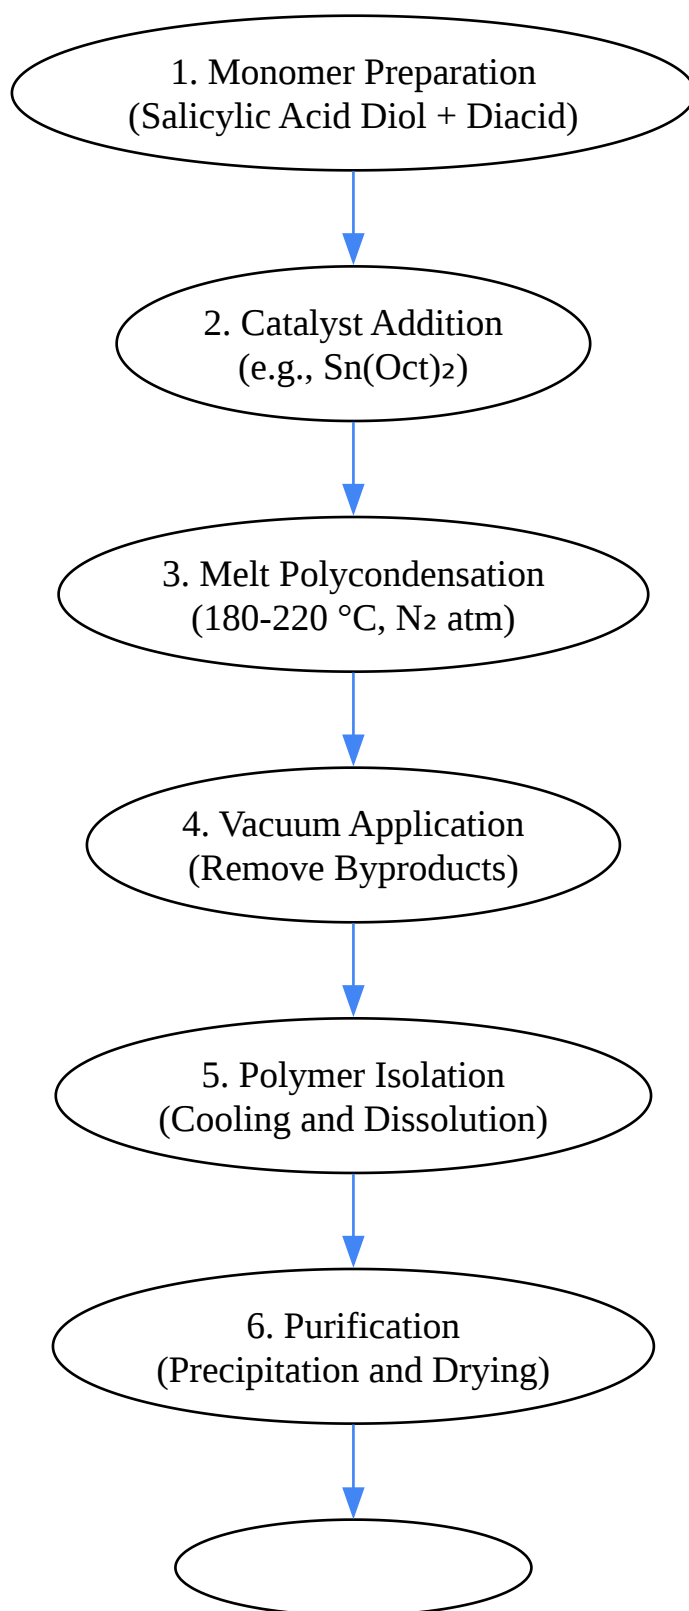 1. Monomer Preparation
(Salicylic Acid Diol + Diacid)
2. Catalyst Addition
(e.g., Sn(Oct)₂)
3. Melt Polycondensation
(180-220 °C, N₂ atm)
4. Vacuum Application
(Remove Byproducts)
5. Polymer Isolation
(Cooling and Dissolution)
6. Purification
(Precipitation and Drying)